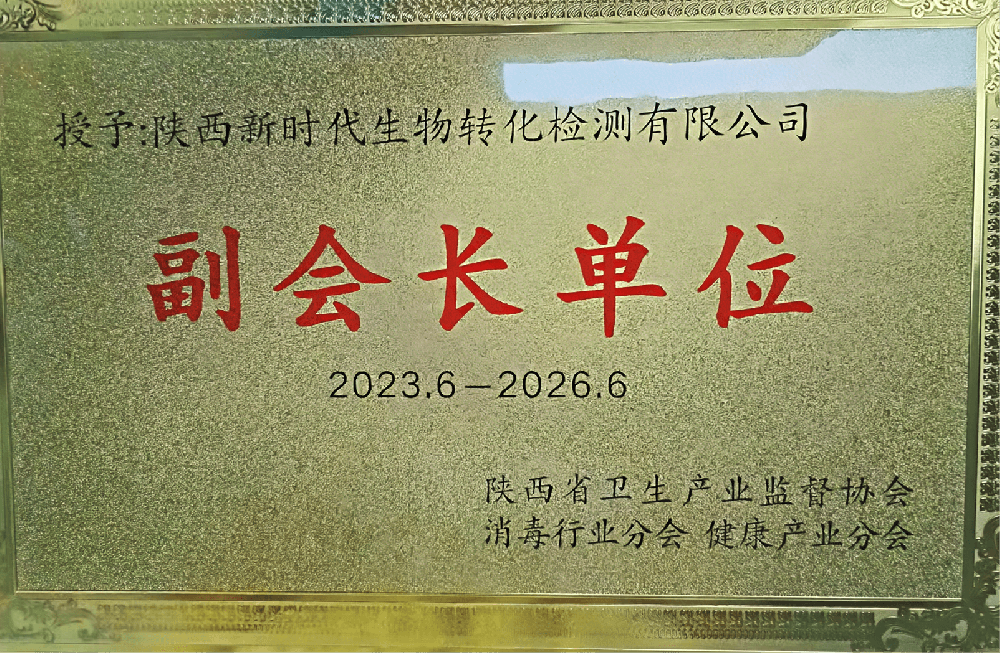 授予:陕西新时代生物转化检测有限公司
副会长单位
2023.6－2026.6
陕西省卫生产业监督协会
消毒行业分会 健康产业分会